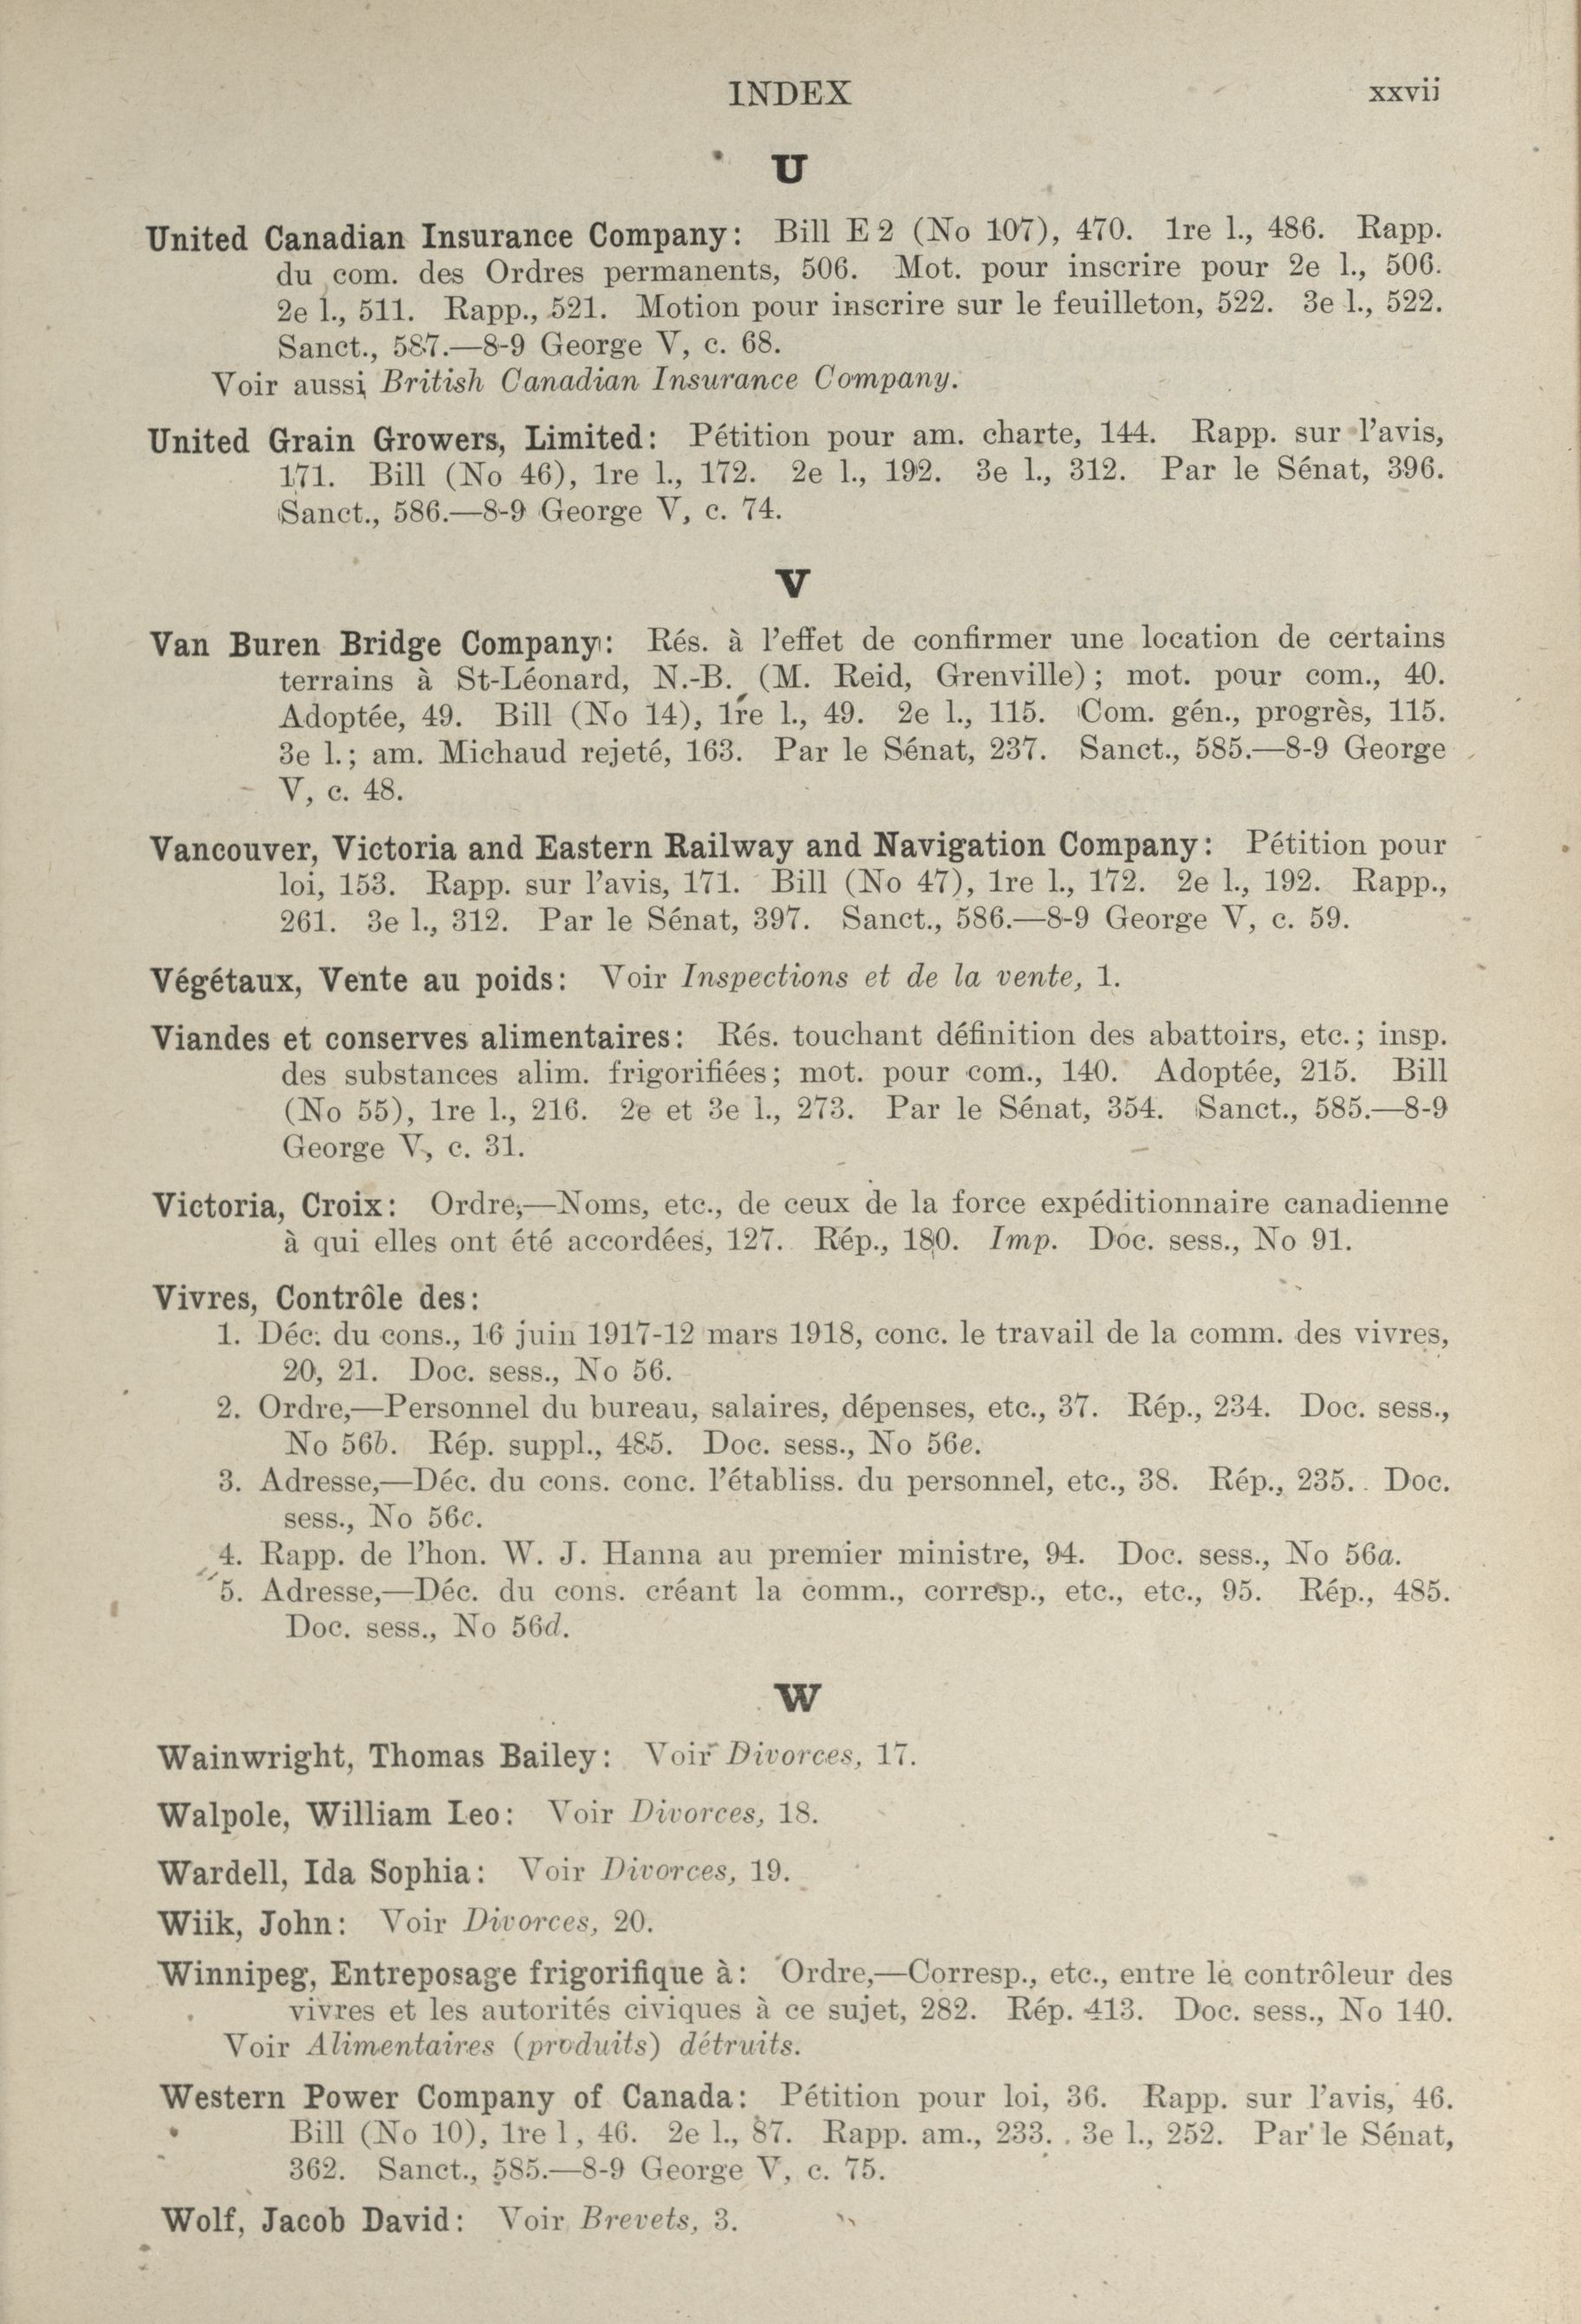 INDEX xxvii
U
United Canadian Insurance Company: Bill E 2 (No 107), 470. 1re l., 486. Rapp.
du com. des Ordres permanents, 506. Mot. pour inscrire pour 2e l., 506.
2e l., 511. Rapp., 521. Motion pour inscrire sur le feuilleton, 522. 3e l., 522.
Sanct., 587.—8-9 George V, c. 68.
Voir aussi British Canadian Insurance Company.
United Grain Growers, Limited: Pétition pour am. charte, 144. Rapp. sur l'avis,
171. Bill (No 46), 1re l., 172. 2e l., 192. 3e l., 312. Par le Sénat, 396.
Sanct., 586.—8-9 George V, c. 74.
V
Van Buren Bridge Company: Rés. à l'effet de confirmer une location de certains
terrains à St-Léonard, N.-B. (M. Reid, Grenville); mot. pour com., 40.
Adoptée, 49. Bill (No 14), 1re l., 49. 2e l., 115. Com. gén., progrès, 115.
3e l.; am. Michaud rejeté, 163. Par le Sénat, 237. Sanct., 585.—8-9 George
V, c. 48.
Vancouver, Victoria and Eastern Railway and Navigation Company: Pétition pour
loi, 153. Rapp. sur l'avis, 171. Bill (No 47), 1re l., 172. 2e l., 192. Rapp.,
261. 3e l., 312. Par le Sénat, 397. Sanct., 586.—8-9 George V, c. 59.
Végétaux, Vente au poids: Voir Inspections et de la vente, 1.
Viandes et conserves alimentaires: Rés. touchant définition des abattoirs, etc.; insp.
des substances alim. frigorifiées; mot. pour com., 140. Adoptée, 215. Bill
(No 55), 1re l., 216. 2e et 3e l., 273. Par le Sénat, 354. Sanct., 585.—8-9
George V, c. 31.
Victoria, Croix: Ordre,—Noms, etc., de ceux de la force expéditionnaire canadienne
à qui elles ont été accordées, 127. Rép., 180. Imp. Doc. sess., No 91.
Vivres, Contrôle des:
1. Déc. du cons., 16 juin 1917-12 mars 1918, conc. le travail de la comm. des vivres,
20, 21. Doc. sess., No 56.
2. Ordre,—Personnel du bureau, salaires, dépenses, etc., 37. Rép., 234. Doc. sess.,
No 56b. Rép. suppl., 485. Doc. sess., No 56e.
3. Adresse,—Déc. du cons. conc. l'établiss. du personnel, etc., 38. Rép., 235. Doc.
sess., No 56c.
4. Rapp. de l'hon. W. J. Hanna au premier ministre, 94. Doc. sess., No 56a.
5. Adresse,—Déc. du cons. créant la comm., corresp., etc., etc., 95. Rép., 485.
Doc. sess., No 56d.
W
Wainwright, Thomas Bailey: Voir Divorces, 17.
Walpole, William Leo: Voir Divorces, 18.
Wardell, Ida Sophia: Voir Divorces, 19.
Wiik, John: Voir Divorces, 20.
Winnipeg, Entreposage frigorifique à: Ordre,—Corresp., etc., entre le contrôleur des
vivres et les autorités civiques à ce sujet, 282. Rép. 413. Doc. sess., No 140.
Voir Alimentaires (produits) détruits.
Western Power Company of Canada: Pétition pour loi, 36. Rapp. sur l'avis, 46.
Bill (No 10), 1re l, 46. 2e l., 87. Rapp. am., 233. 3e l., 252. Par le Sénat,
362. Sanct., 585.—8-9 George V, c. 75.
Wolf, Jacob David: Voir Brevets, 3.